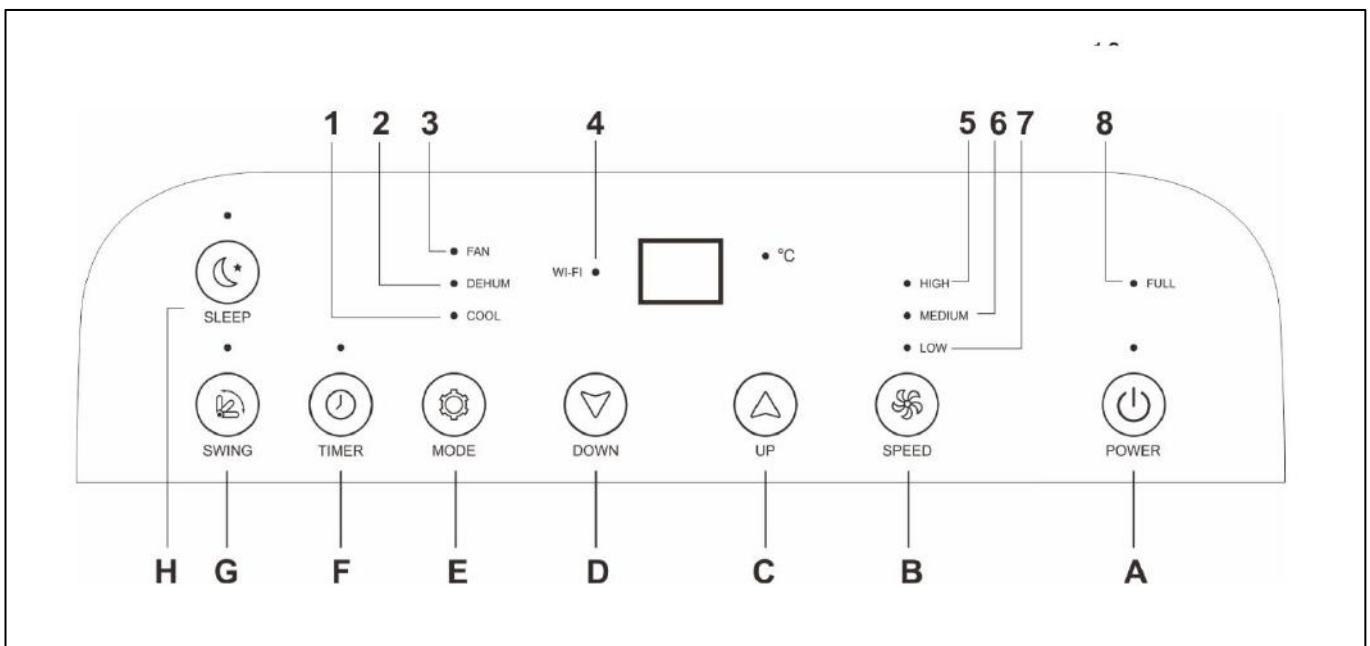 1 2 3 4 5 6 7 8
FAN
DEHUM
COOL
WI-FI
°C
HIGH
MEDIUM
LOW
FULL
SLEEP
SWING TIMER MODE DOWN UP SPEED POWER
H G F E D C B A